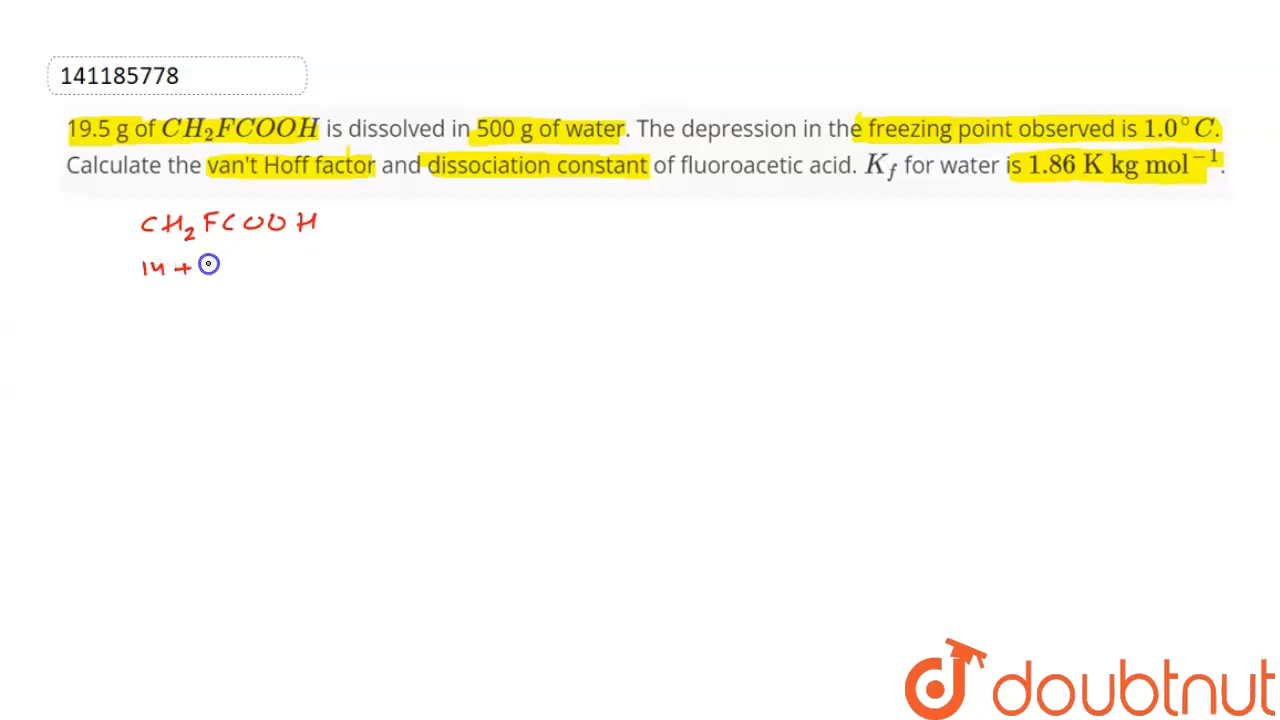 141185778
19.5 g of CH₂FCOOH is dissolved in 500 g of water. The depression in the freezing point observed is 1.0°C.
Calculate the van't Hoff factor and dissociation constant of fluoroacetic acid. K_f for water is 1.86 K kg mol⁻¹.
CH₂FCOOH
14 +
doubtnut